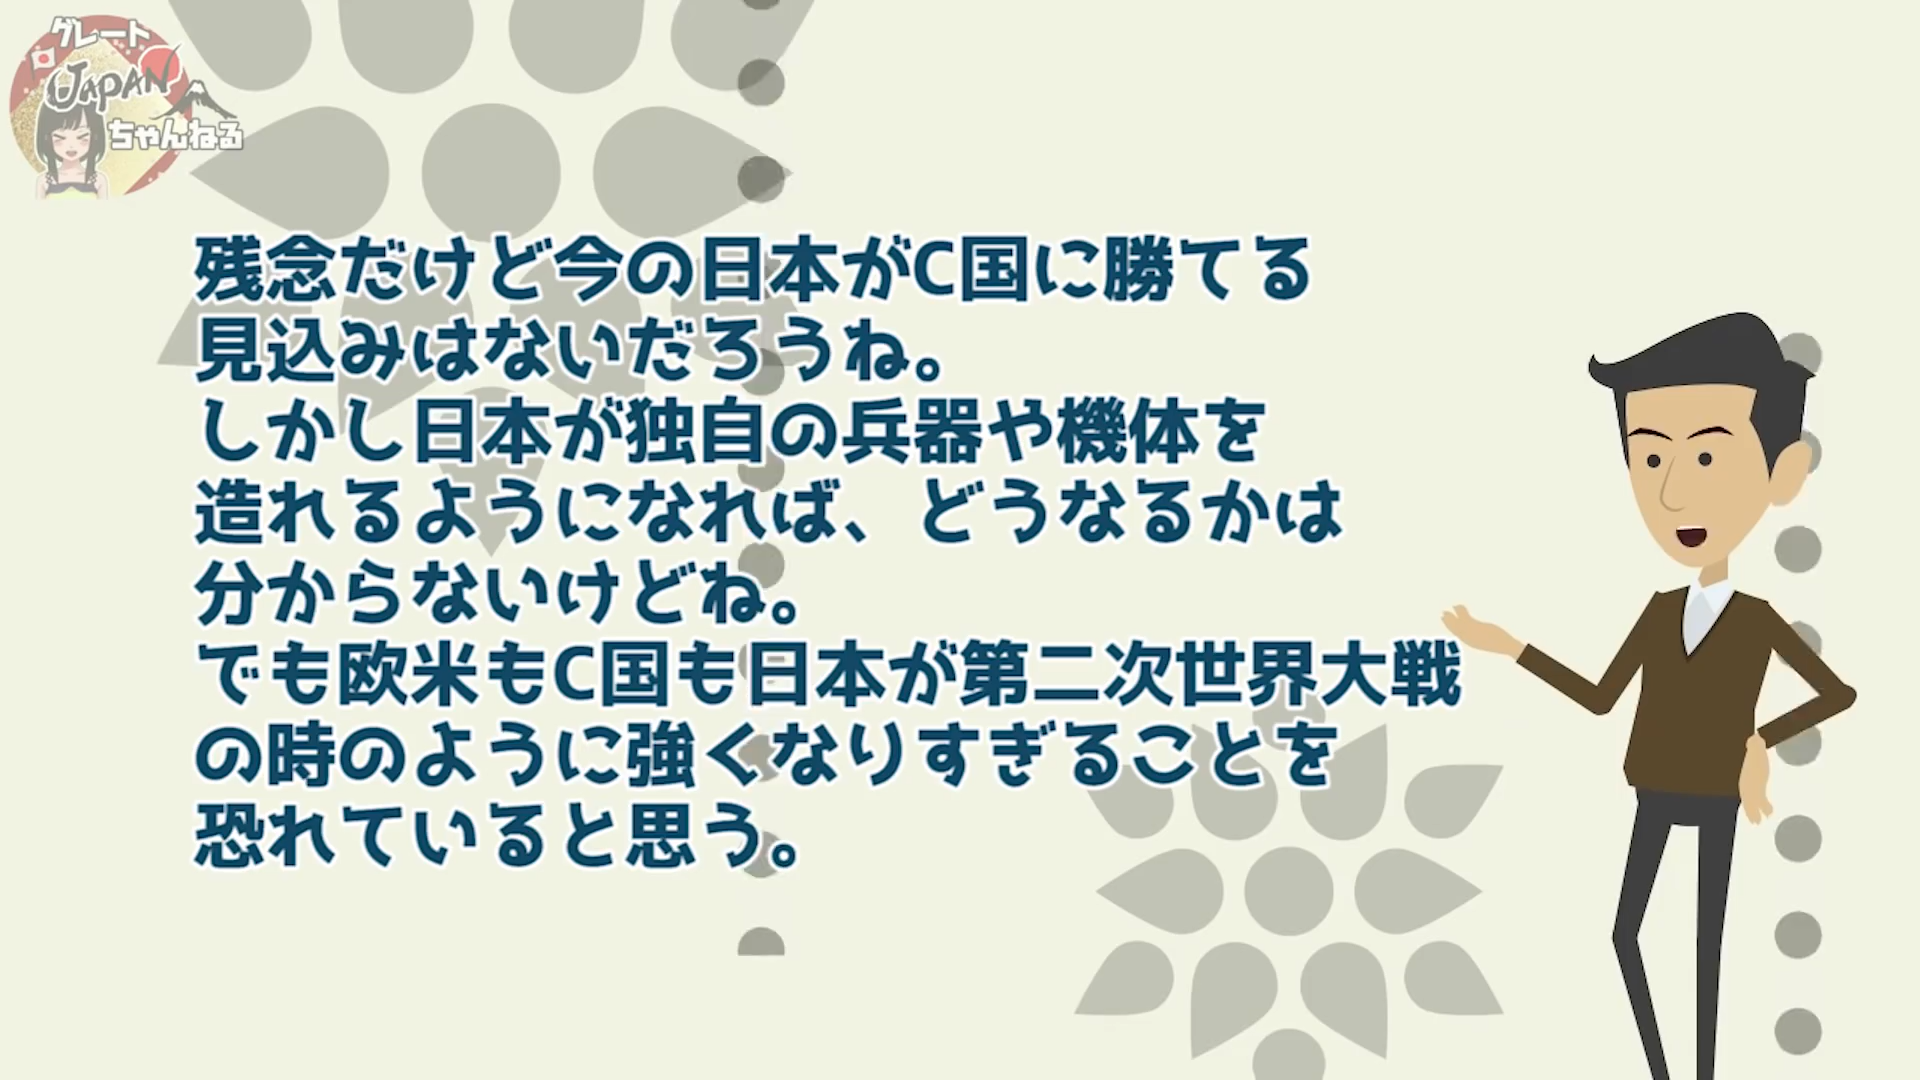 グレート
JAPAN
ちゃんねる
残念だけど今の日本がC国に勝てる
見込みはないだろうね。
しかし日本が独自の兵器や機体を
造れるようになれば、どうなるかは
分からないけどね。
でも欧米もC国も日本が第二次世界大戦
の時のように強くなりすぎることを
恐れていると思う。